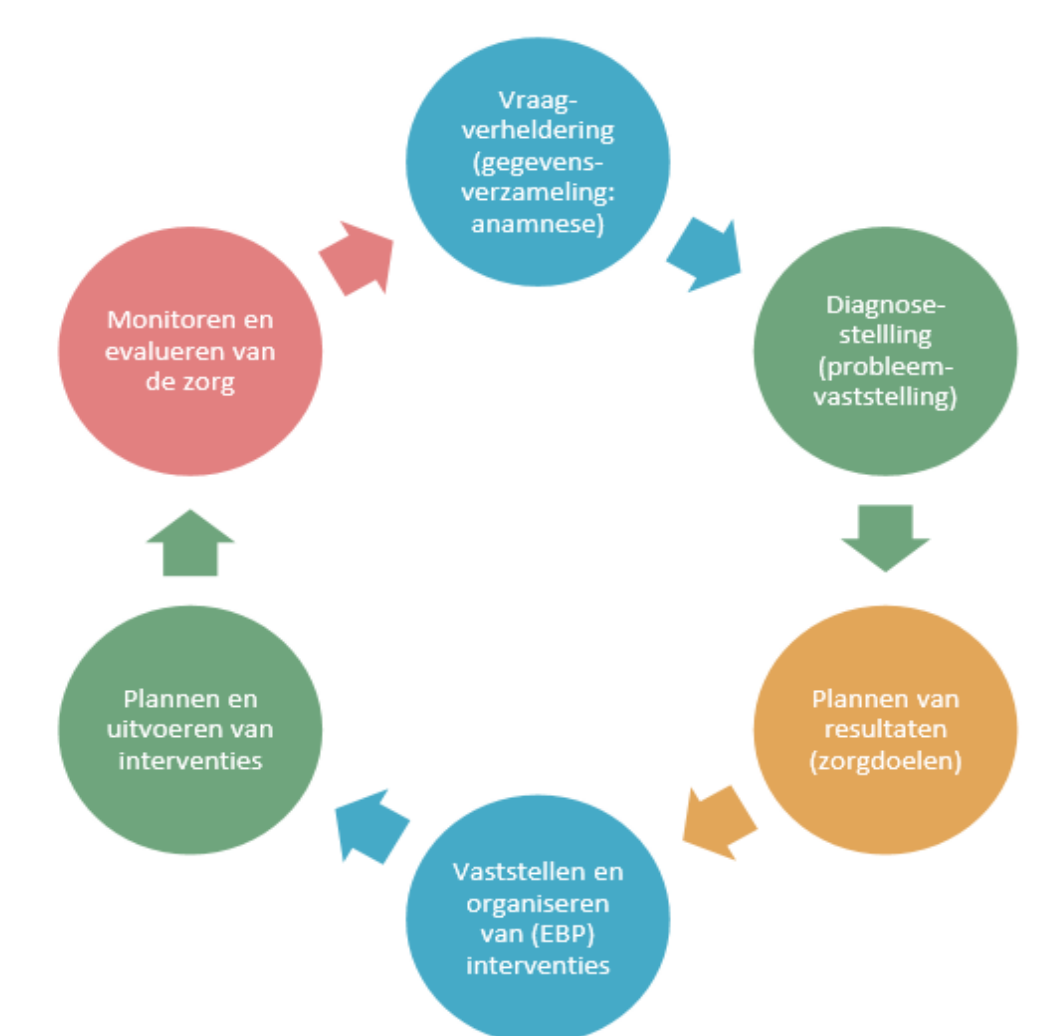 Vraag-
verheldering
(gegevens-
verzameling:
anamnese)
Diagnose-
stellling
(probleem-
vaststelling)
Plannen van
resultaten
(zorgdoelen)
Vaststellen en
organiseren
van (EBP)
interventies
Plannen en
uitvoeren van
interventies
Monitoren en
evalueren van
de zorg